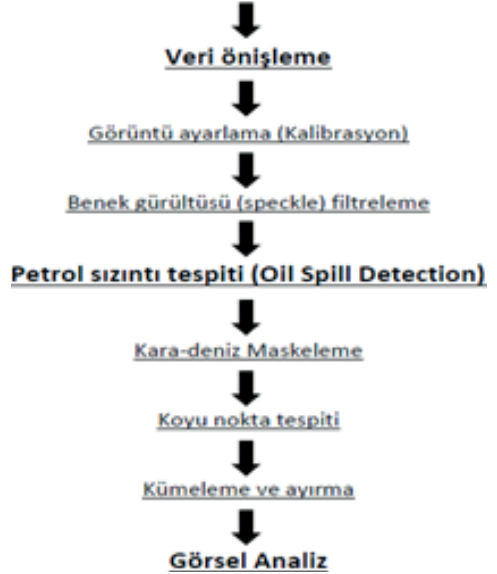 Veri önişleme
Görüntü ayarlama (Kalibrasyon)
Benek gürültüsü (speckle) filtreleme
Petrol sızıntı tespiti (Oil Spill Detection)
Kara-deniz Maskeleme
Koyu nokta tespiti
Kümeleme ve ayırma
Görsel Analiz